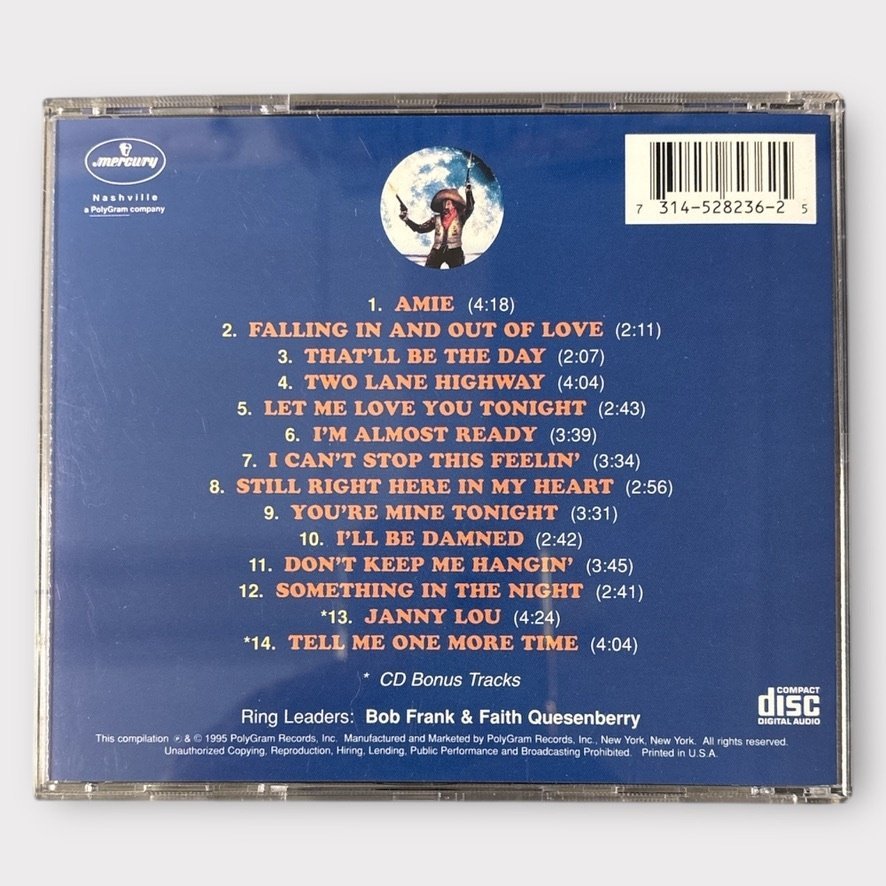 mercury
Nashville
a PolyGram company
7 314-528236-2 5
1. AMIE (4:18)
2. FALLING IN AND OUT OF LOVE (2:11)
3. THAT'LL BE THE DAY (2:07)
4. TWO LANE HIGHWAY (4:04)
5. LET ME LOVE YOU TONIGHT (2:43)
6. I'M ALMOST READY (3:39)
7. I CAN'T STOP THIS FEELIN' (3:34)
8. STILL RIGHT HERE IN MY HEART (2:56)
9. YOU'RE MINE TONIGHT (3:31)
10. I'LL BE DAMNED (2:42)
11. DON'T KEEP ME HANGIN' (3:45)
12. SOMETHING IN THE NIGHT (2:41)
*13. JANNY LOU (4:24)
*14. TELL ME ONE MORE TIME (4:04)
* CD Bonus Tracks
Ring Leaders: Bob Frank & Faith Quesenberry
COMPACT
disc
DIGITAL AUDIO
This compilation ℗ & © 1995 PolyGram Records, Inc. Manufactured and Marketed by PolyGram Records, Inc., New York, New York. All rights reserved.
Unauthorized Copying, Reproduction, Hiring, Lending, Public Performance and Broadcasting Prohibited. Printed in U.S.A.